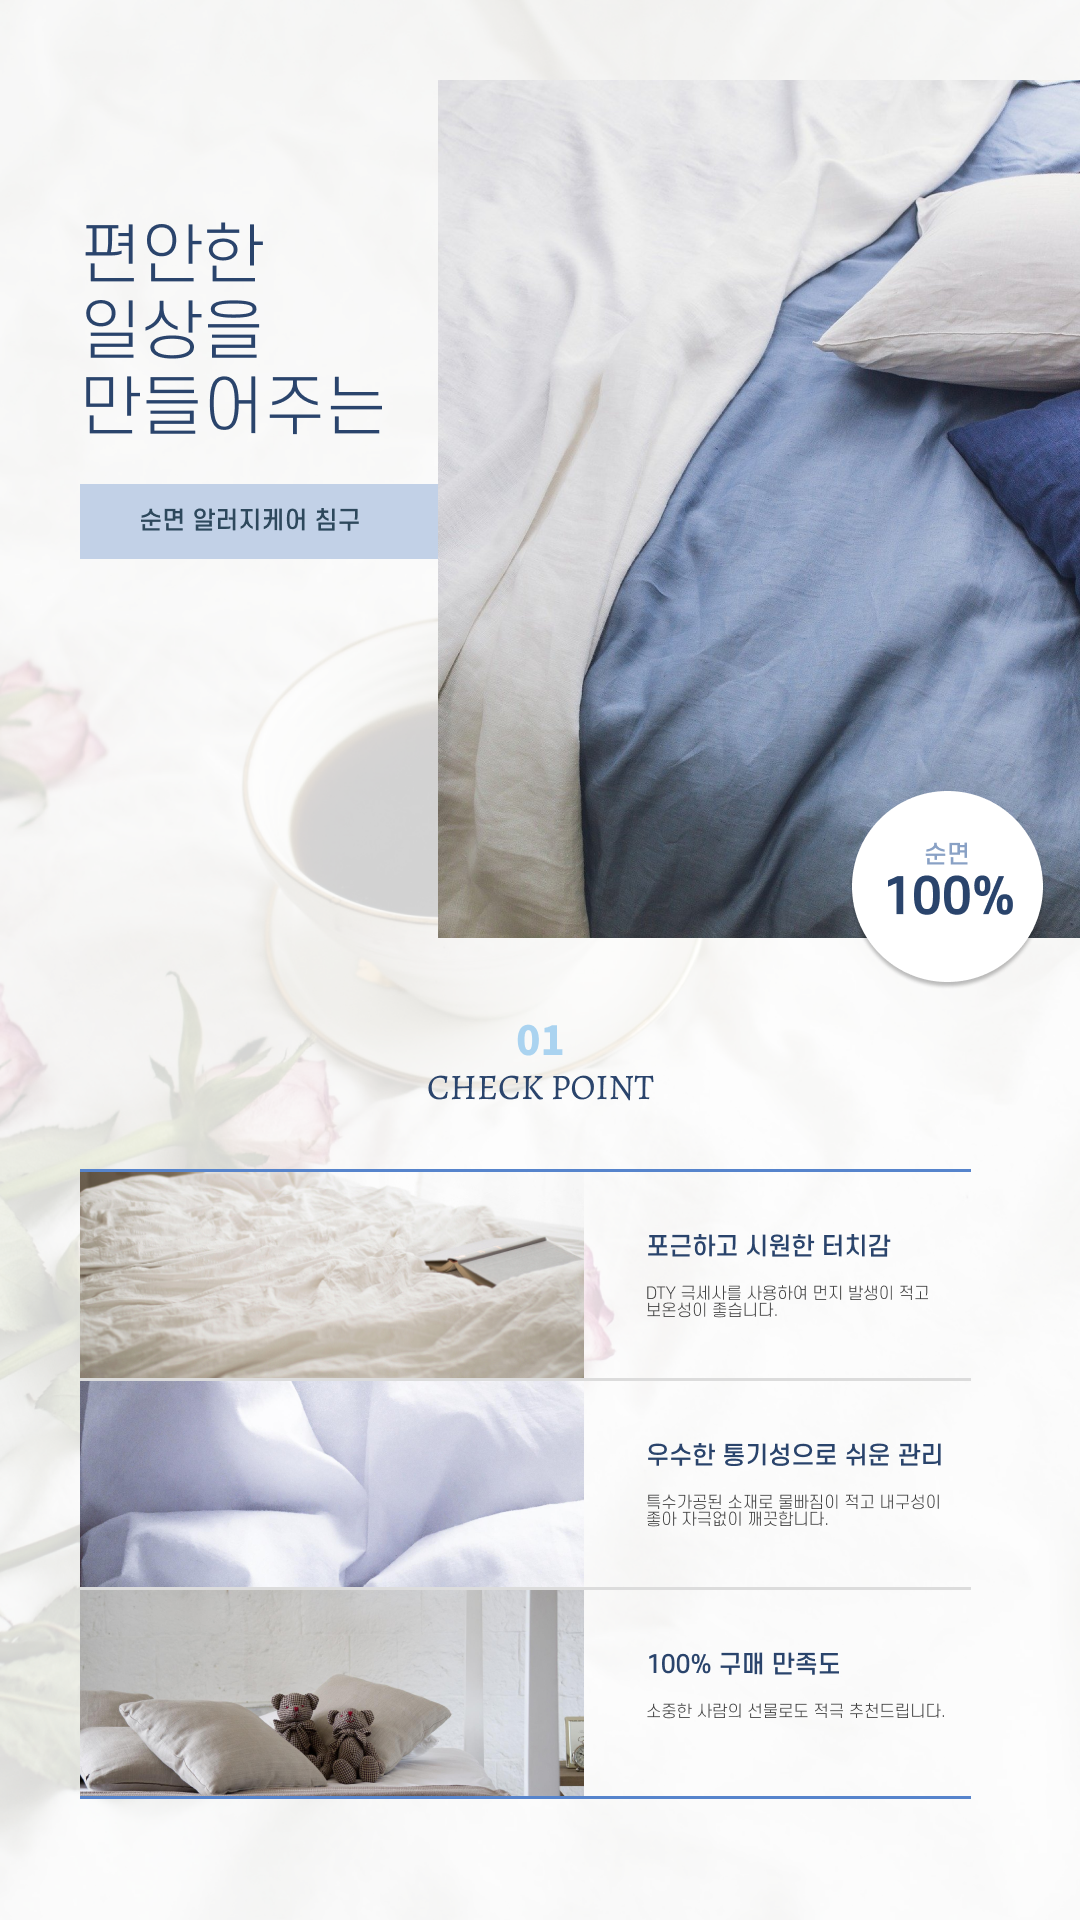 편안한
일상을
만들어주는
순면 알러지케어 침구
순면
100%
01
CHECK POINT
포근하고 시원한 터치감
DTY 극세사를 사용하여 먼지 발생이 적고
보온성이 좋습니다.
우수한 통기성으로 쉬운 관리
특수가공된 소재로 물빠짐이 적고 내구성이
좋아 자극없이 깨끗합니다.
100% 구매 만족도
소중한 사람의 선물로도 적극 추천드립니다.